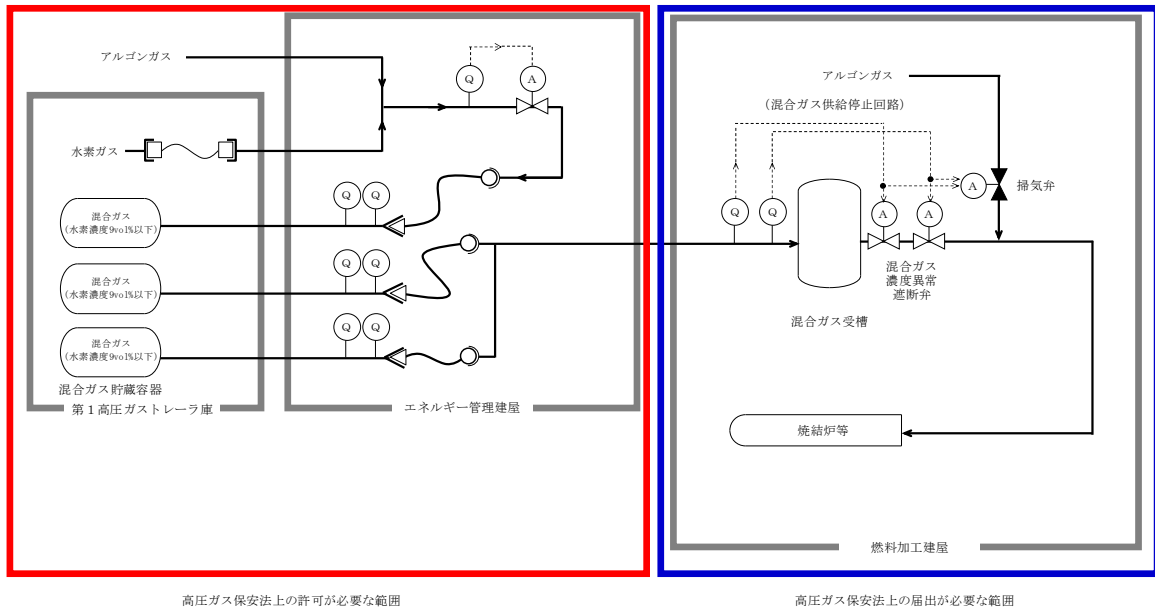 アルゴンガス
Q
A
水素ガス
Q Q
混合ガス
(水素濃度9vol%以下)
Q Q
混合ガス
(水素濃度9vol%以下)
Q Q
混合ガス
(水素濃度9vol%以下)
混合ガス貯蔵容器
第1高圧ガストレーラ庫
エネルギー管理建屋
アルゴンガス
(混合ガス供給停止回路)
A
掃気弁
Q Q
A A
混合ガス
濃度異常
遮断弁
混合ガス受槽
焼結炉等
燃料加工建屋
高圧ガス保安法上の許可が必要な範囲
高圧ガス保安法上の届出が必要な範囲